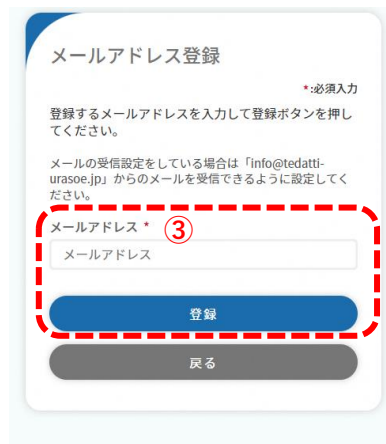 メールアドレス登録
*:必須入力
登録するメールアドレスを入力して登録ボタンを押し
てください。
メールの受信設定をしている場合は「info@tedatti-
urasoe.jp」からのメールを受信できるように設定してく
ださい。
メールアドレス * ③
メールアドレス
登録
戻る